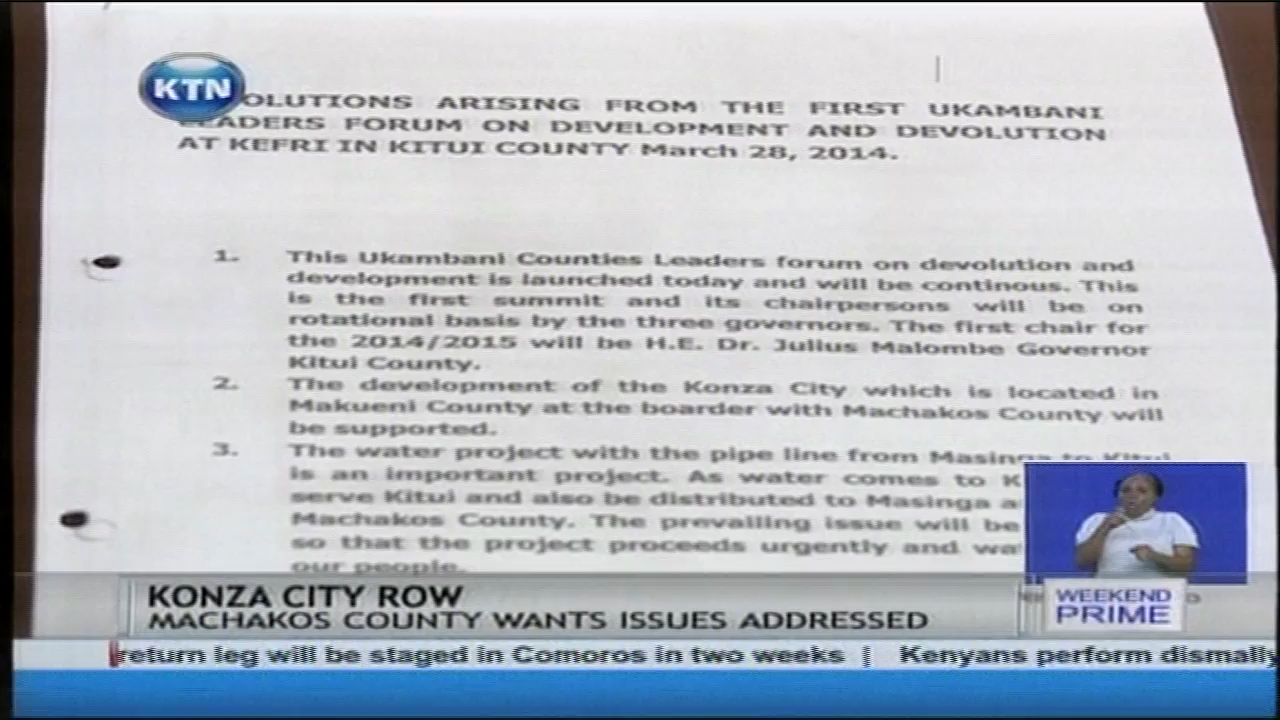 KTN
OLUTIONS ARISING FROM THE FIRST UKAMBANI
LEADERS FORUM ON DEVELOPMENT AND DEVOLUTION
AT KEFRI IN KITUI COUNTY March 28, 2014.
1. This Ukambani Counties Leaders forum on devolution and
development is launched today and will be continous. This
is the first summit and its chairpersons will be on
rotational basis by the three governors. The first chair for
the 2014/2015 will be H.E. Dr. Julius Malombe Governor
Kitui County.
2. The development of the Konza City which is located in
Makueni County at the boarder with Machakos County will
be supported.
3. The water project with the pipe line from Masinga to Kitui
is an important project. As water comes to K
serve Kitui and also be distributed to Masinga a
Machakos County. The prevailing issue will be
so that the project proceeds urgently and wa
our people.
KONZA CITY ROW
MACHAKOS COUNTY WANTS ISSUES ADDRESSED
WEEKEND
PRIME
return leg will be staged in Comoros in two weeks | Kenyans perform dismally